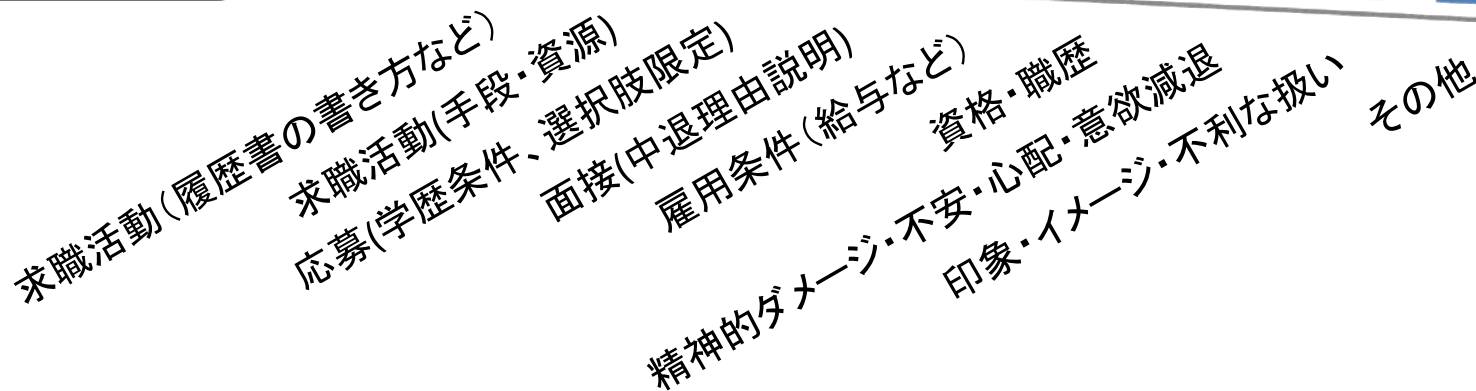 求職活動（履歴書の書き方など）
求職活動(手段・資源)
応募(学歴条件、選択肢限定)
面接(中退理由説明)
雇用条件（給与など）
資格・職歴
精神的ダメージ・不安・心配・意欲減退
印象・イメージ・不利な扱い
その他